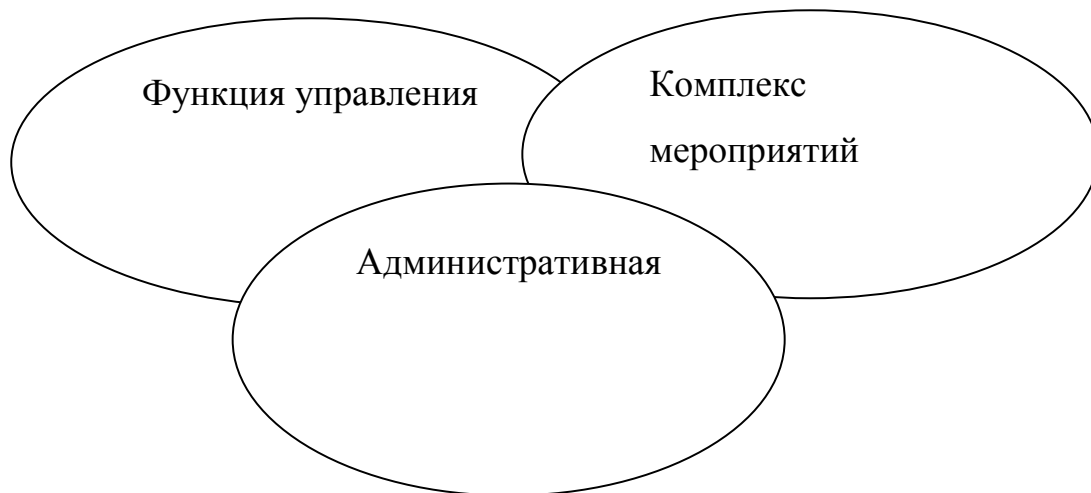 Функция управления
Комплекс
мероприятий
Административная